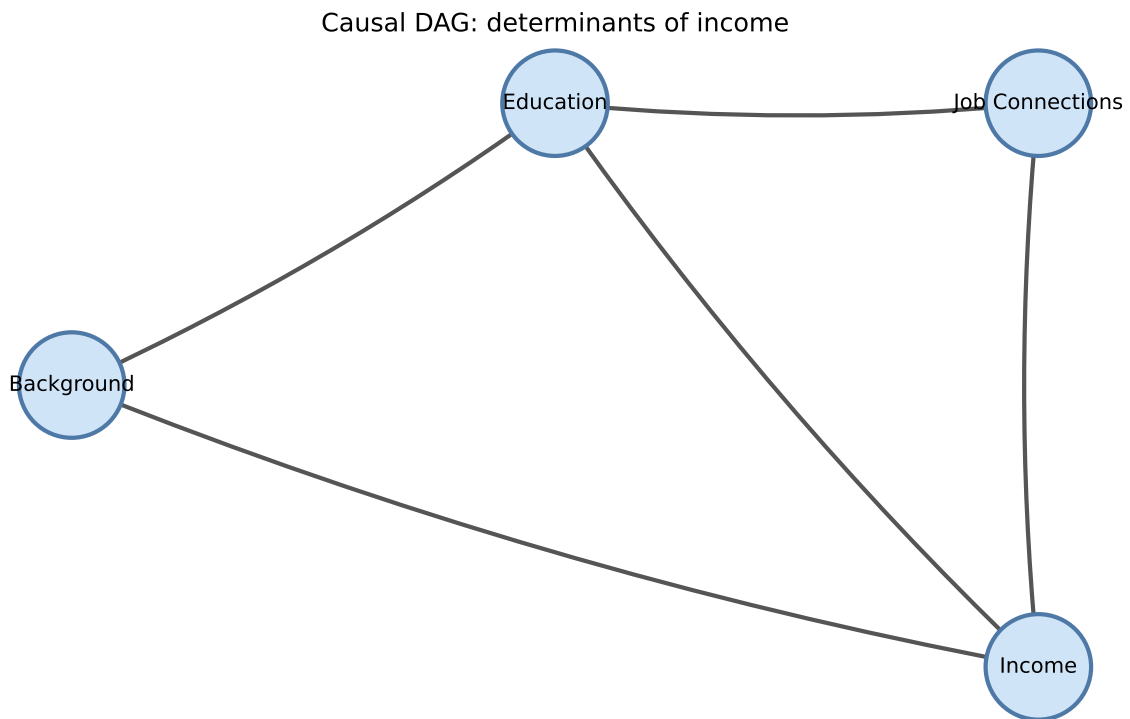 Causal DAG: determinants of income
Education
Job Connections
Background
Income